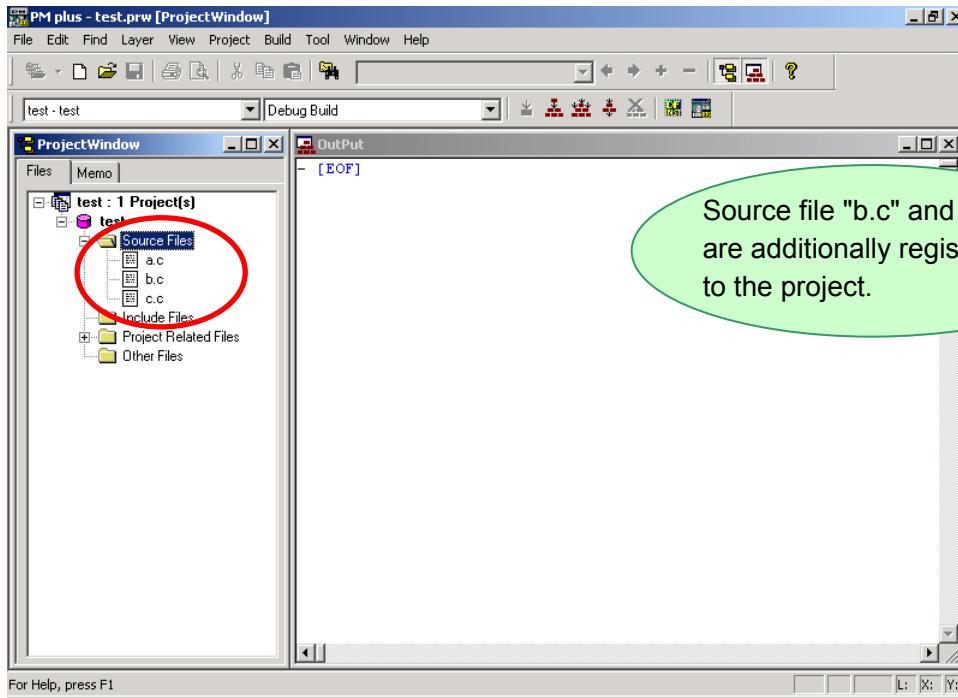 PM plus - test.prw [ProjectWindow]
File Edit Find Layer View Project Build Tool Window Help
test - test
Debug Build
ProjectWindow
OutPut
Files
Memo
[EOF]
test : 1 Project(s)
Source Files
a.c
b.c
c.c
Include Files
Project Related Files
Other Files
Source file "b.c" and
are additionally regis
to the project.
For Help, press F1
L: X: Y: